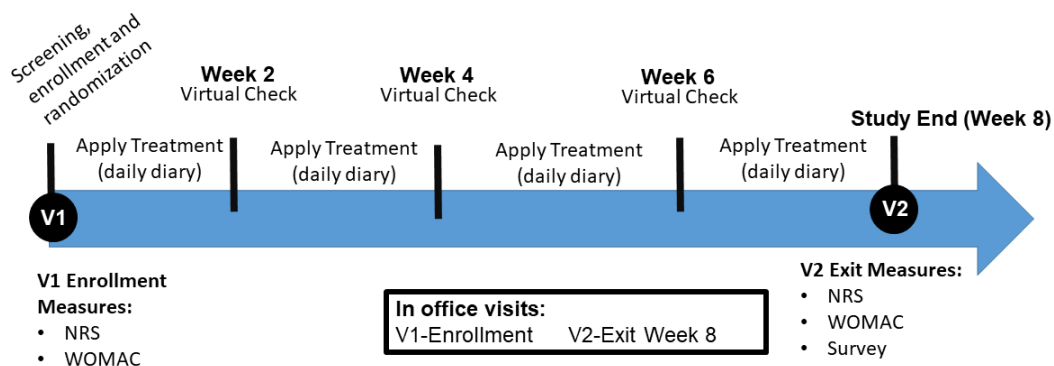 Screening,
enrollment and
randomization
Week 2
Virtual Check
Week 4
Virtual Check
Week 6
Virtual Check
Study End (Week 8)
Apply Treatment
(daily diary)
Apply Treatment
(daily diary)
Apply Treatment
(daily diary)
Apply Treatment
(daily diary)
V1
V2
V1 Enrollment
Measures:
• NRS
• WOMAC
In office visits:
V1-Enrollment V2-Exit Week 8
V2 Exit Measures:
• NRS
• WOMAC
• Survey